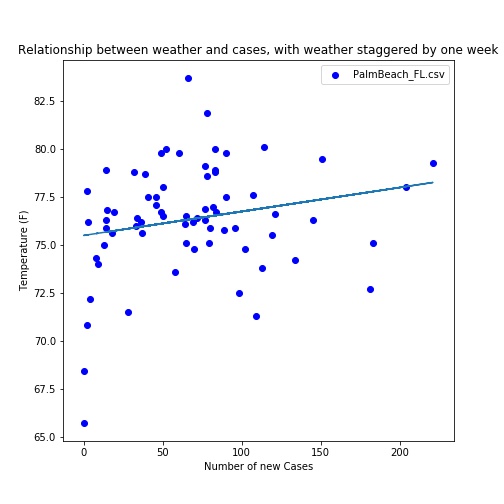 Relationship between weather and cases, with weather staggered by one week
PalmBeach_FL.csv
Temperature (F)
82.5
80.0
77.5
75.0
72.5
70.0
67.5
65.0
0 50 100 150 200
Number of new Cases